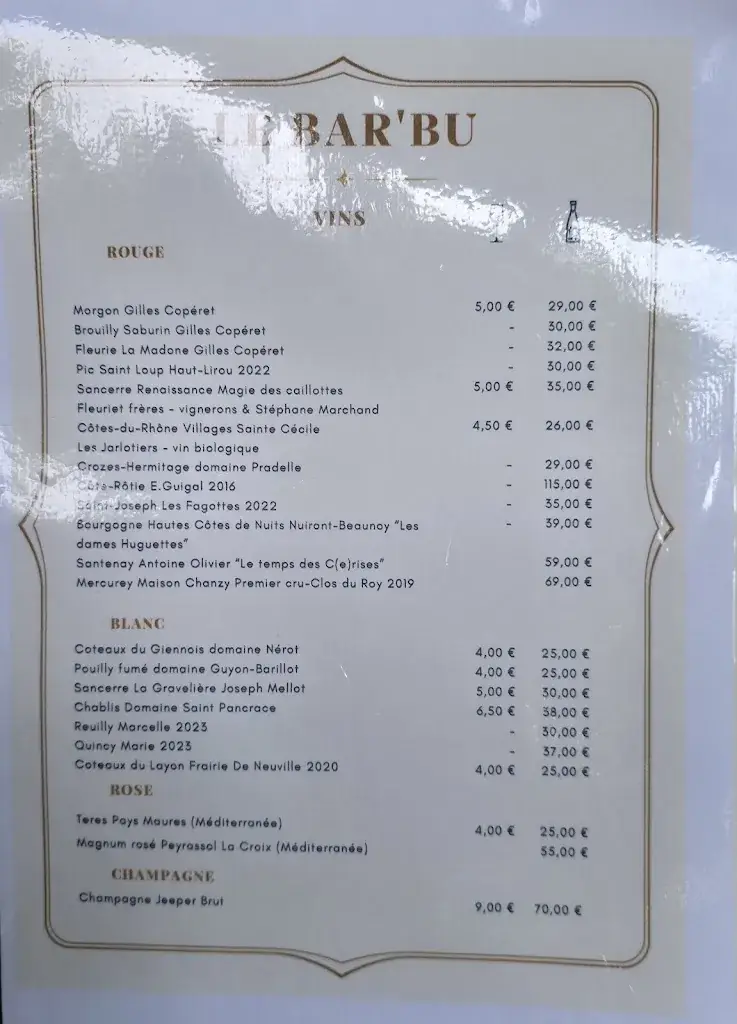 LE BAR'BU
VINS
ROUGE
Morgon Gilles Copéret 5,00 € 29,00 €
Brouilly Saburin Gilles Copéret - 30,00 €
Fleurie La Madone Gilles Copéret - 32,00 €
Pic Saint Loup Haut-Lirou 2022 - 30,00 €
Sancerre Renaissance Magie des caillottes 5,00 € 35,00 €
Fleuriet frères - vignerons & Stéphane Marchand
Côtes-du-Rhône Villages Sainte Cécile 4,50 € 26,00 €
Les Jarlotiers - vin biologique
Crozes-Hermitage domaine Pradelle - 29,00 €
Côte-Rôtie E.Guigal 2016 - 115,00 €
Saint-Joseph Les Fagottes 2022 - 35,00 €
Bourgogne Hautes Côtes de Nuits Nuiront-Beaunoy "Les - 39,00 €
dames Huguettes"
Santenay Antoine Olivier "Le temps des C(e)rises" 59,00 €
Mercurey Maison Chanzy Premier cru-Clos du Roy 2019 69,00 €
BLANC
Coteaux du Giennois domaine Nérot 4,00 € 25,00 €
Pouilly fumé domaine Guyon-Barillot 4,00 € 25,00 €
Sancerre La Gravelière Joseph Mellot 5,00 € 30,00 €
Chablis Domaine Saint Pancrace 6,50 € 38,00 €
Reuilly Marcelle 2023 - 30,00 €
Quincy Marie 2023 - 37,00 €
Coteaux du Layon Frairie De Neuville 2020 4,00 € 25,00 €
ROSE
Teres Pays Maures (Méditerranée) 4,00 € 25,00 €
Magnum rosé Peyrassol La Croix (Méditerranée) 55,00 €
CHAMPAGNE
Champagne Jeeper Brut 9,00 € 70,00 €